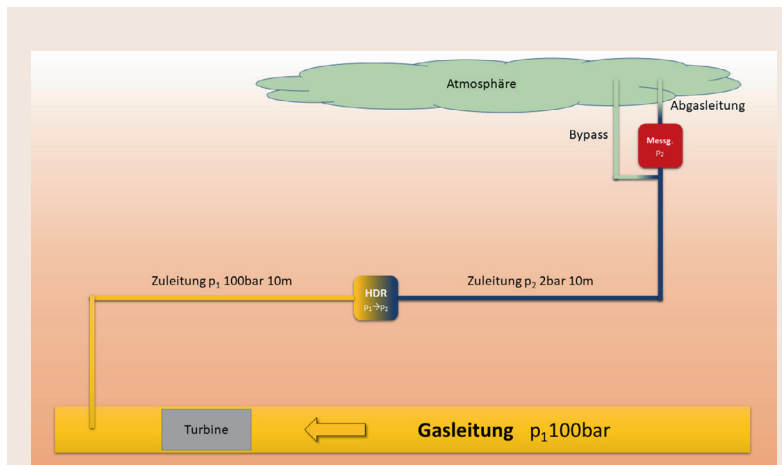 Atmosphäre
Abgasleitung
Bypass
Messg.
p₂
Zuleitung p₁ 100bar 10m
HDR
p₁→p₂
Zuleitung p₂ 2bar 10m
Turbine
Gasleitung p₁100bar